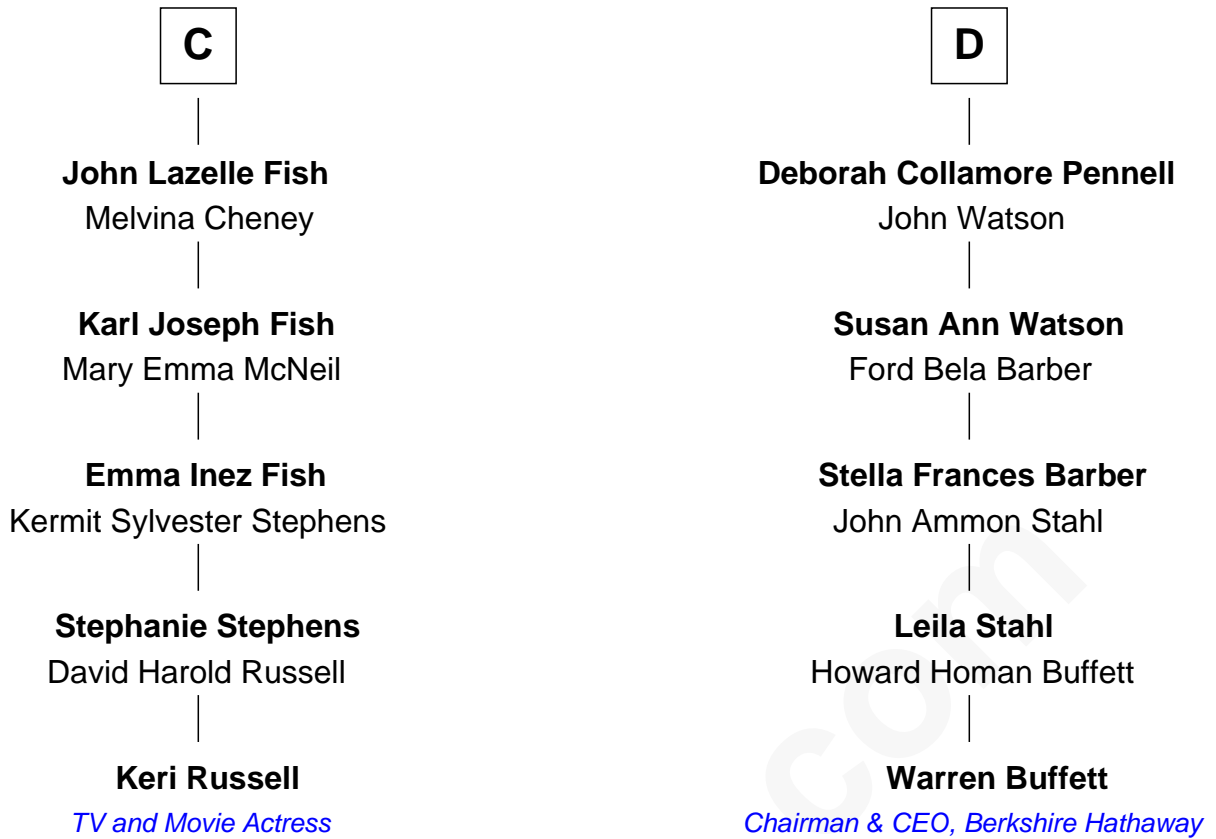 C
John Lazelle Fish
Melvina Cheney
Karl Joseph Fish
Mary Emma McNeil
Emma Inez Fish
Kermit Sylvester Stephens
Stephanie Stephens
David Harold Russell
Keri Russell
TV and Movie Actress
D
Deborah Collamore Pennell
John Watson
Susan Ann Watson
Ford Bela Barber
Stella Frances Barber
John Ammon Stahl
Leila Stahl
Howard Homan Buffett
Warren Buffett
Chairman & CEO, Berkshire Hathaway
com